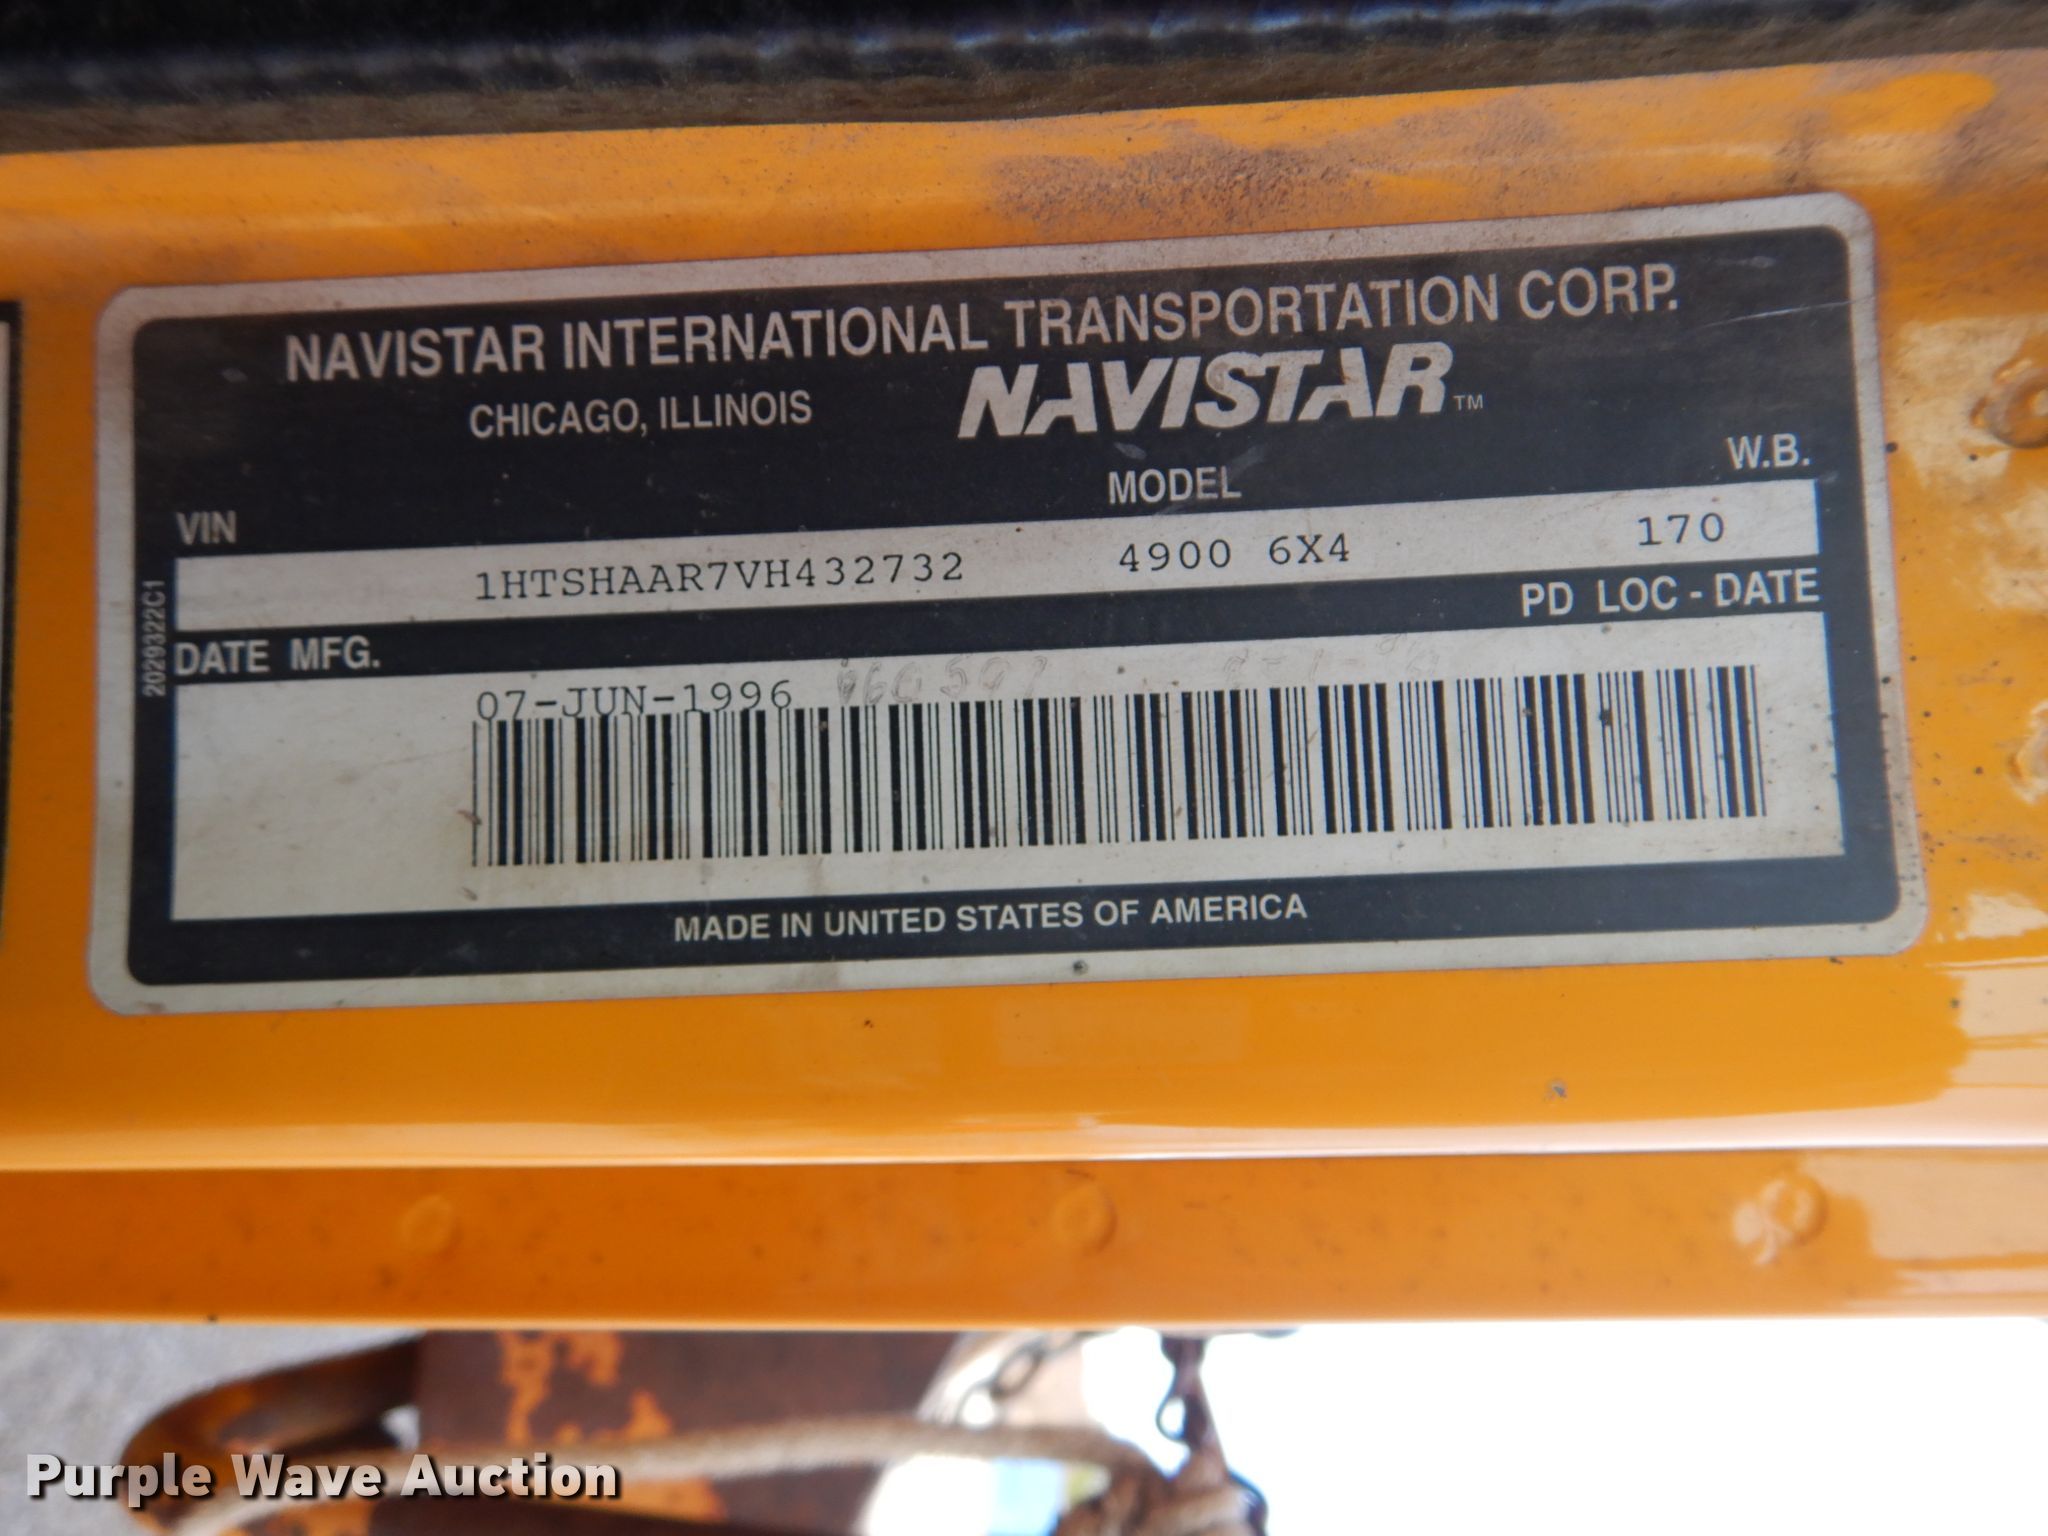 NAVISTAR INTERNATIONAL TRANSPORTATION CORP.
CHICAGO, ILLINOIS NAVISTAR TM
VIN MODEL W.B.
1HTSHAAR7VH432732 4900 6X4 170
DATE MFG. PD LOC - DATE
07-JUN-1996
MADE IN UNITED STATES OF AMERICA
2029322C1
Purple Wave Auction